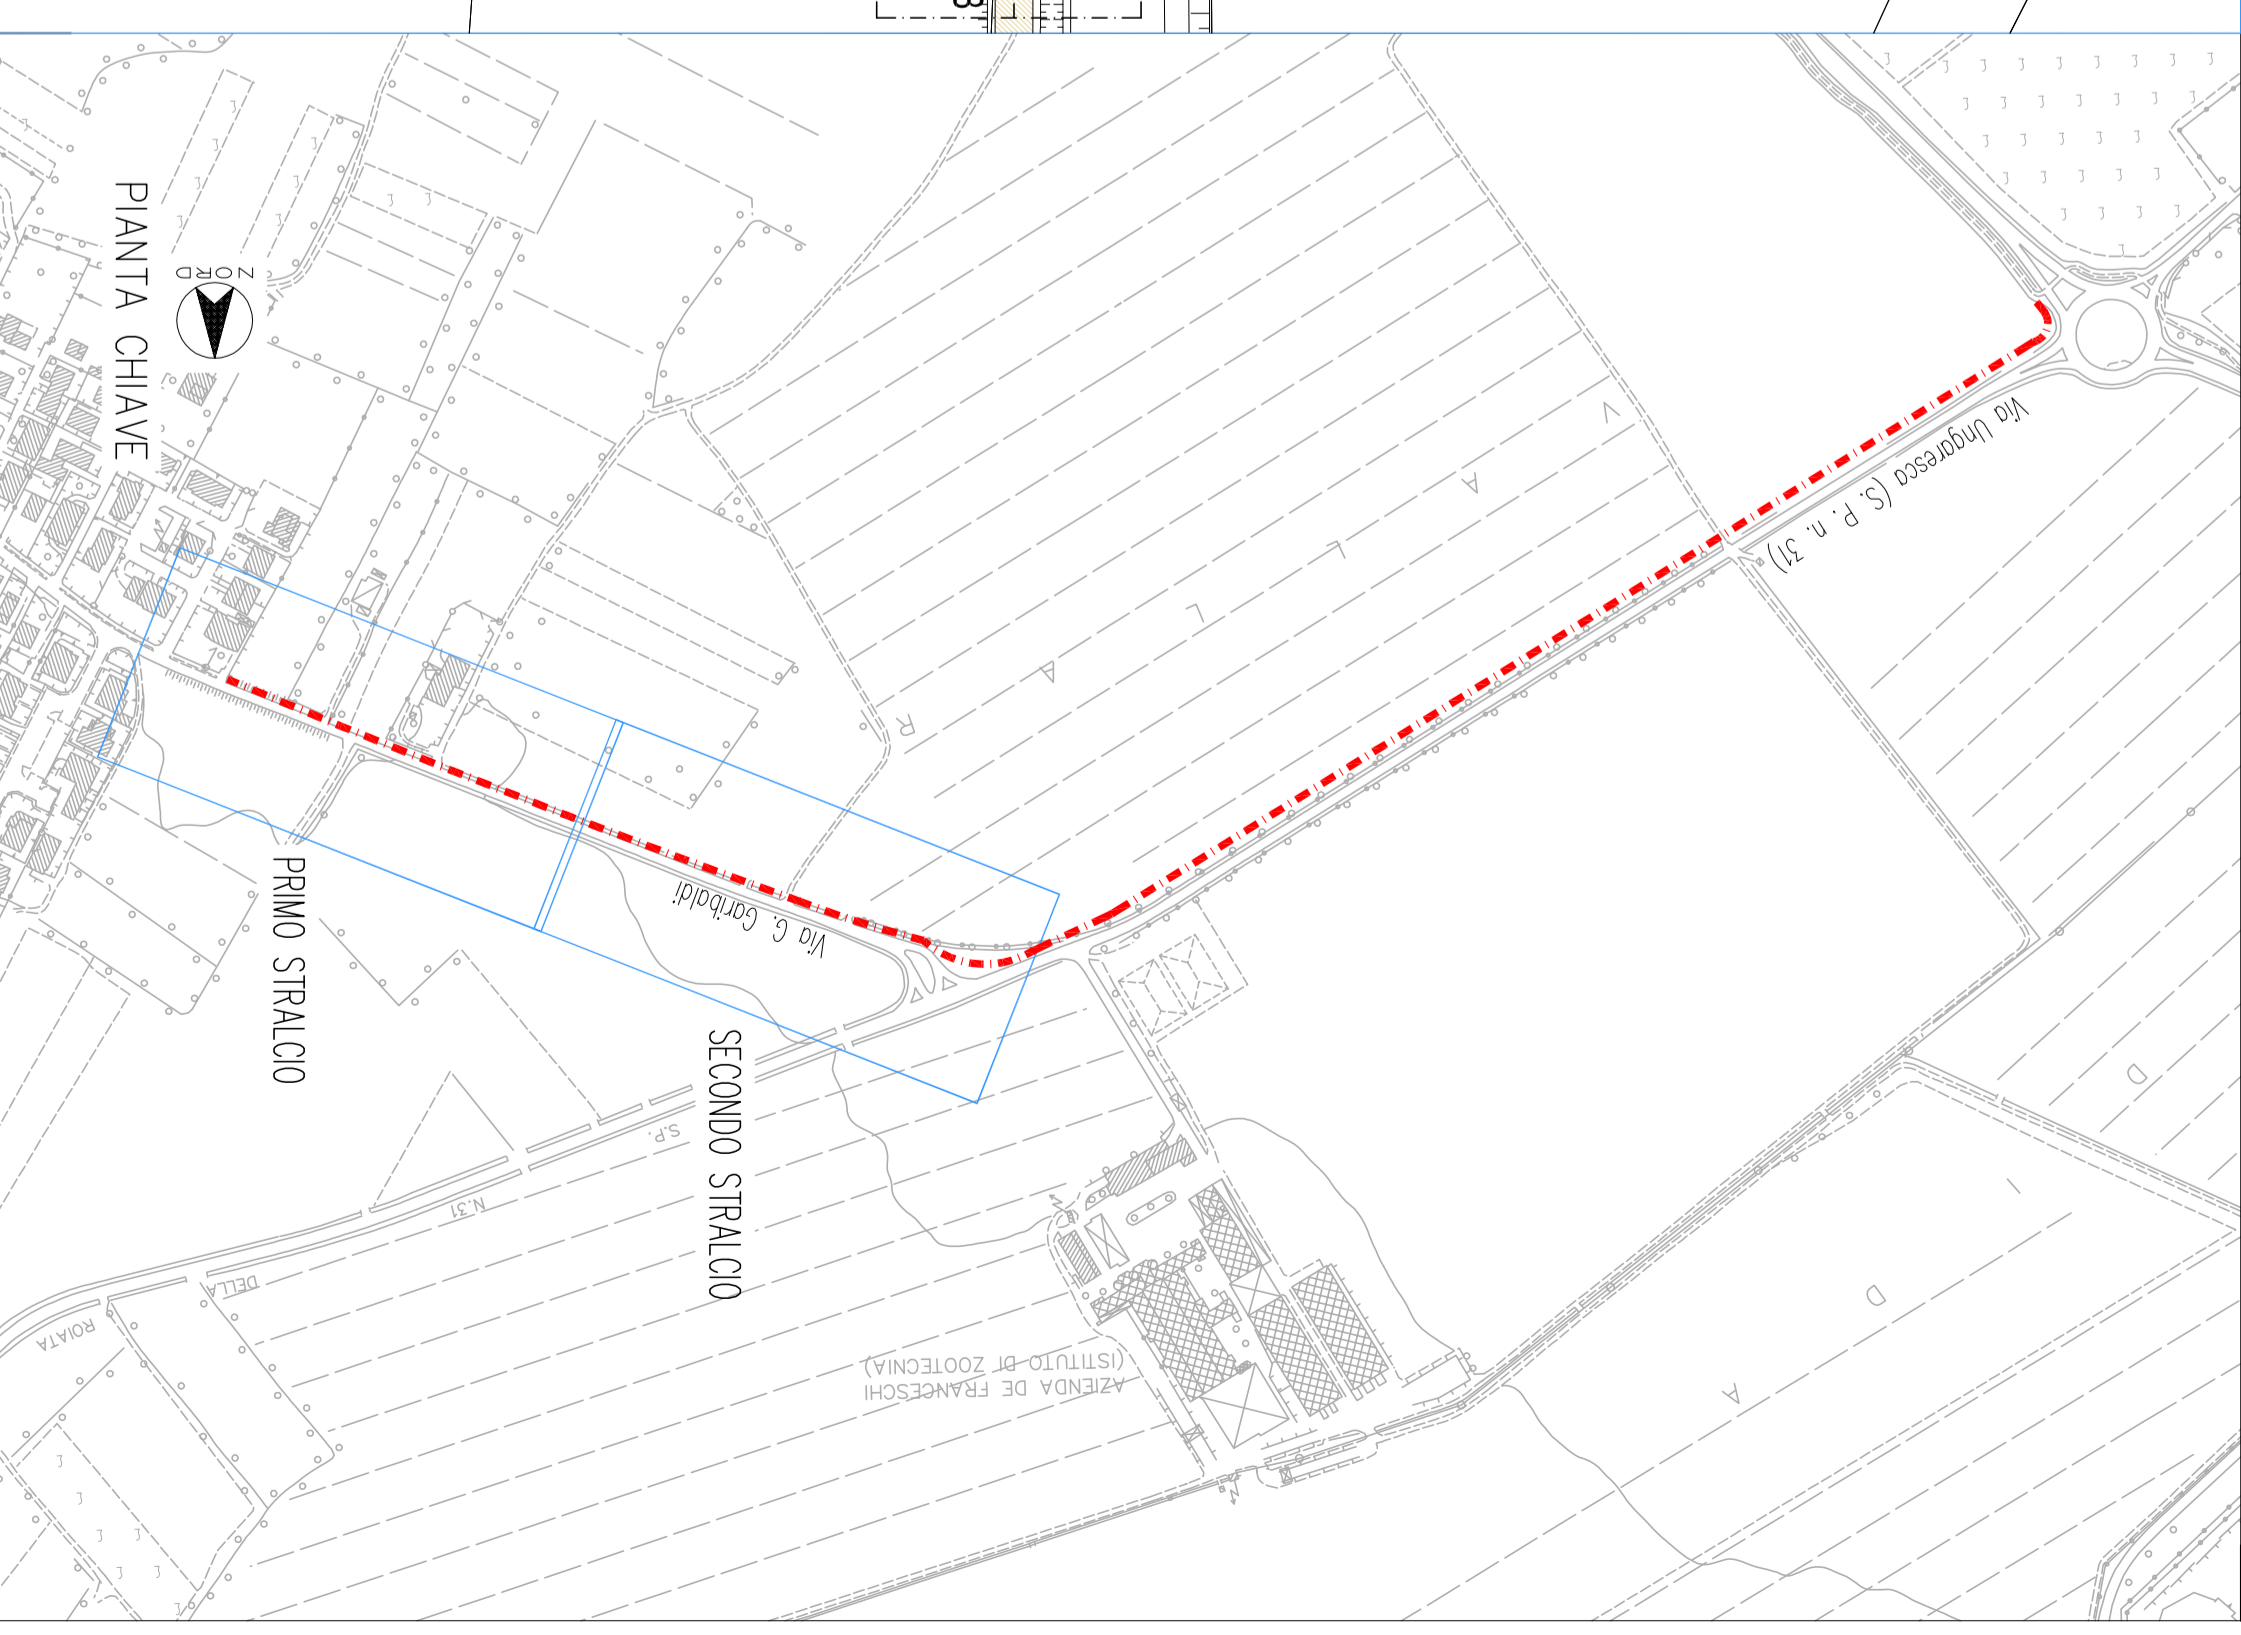 PIANTA CHIAVE
NORD
PRIMO STRALCIO
SECONDO STRALCIO
Via G. Garibaldi
Via Ungaresca (S. P. n. 31)
S.P.
N.31
DELLA
ROIATA
AZIENDA DE FRANCESCHI
(ISTITUTO DI ZOOTECNIA)
V
A
L
L
A
R
D
I
D
A
8